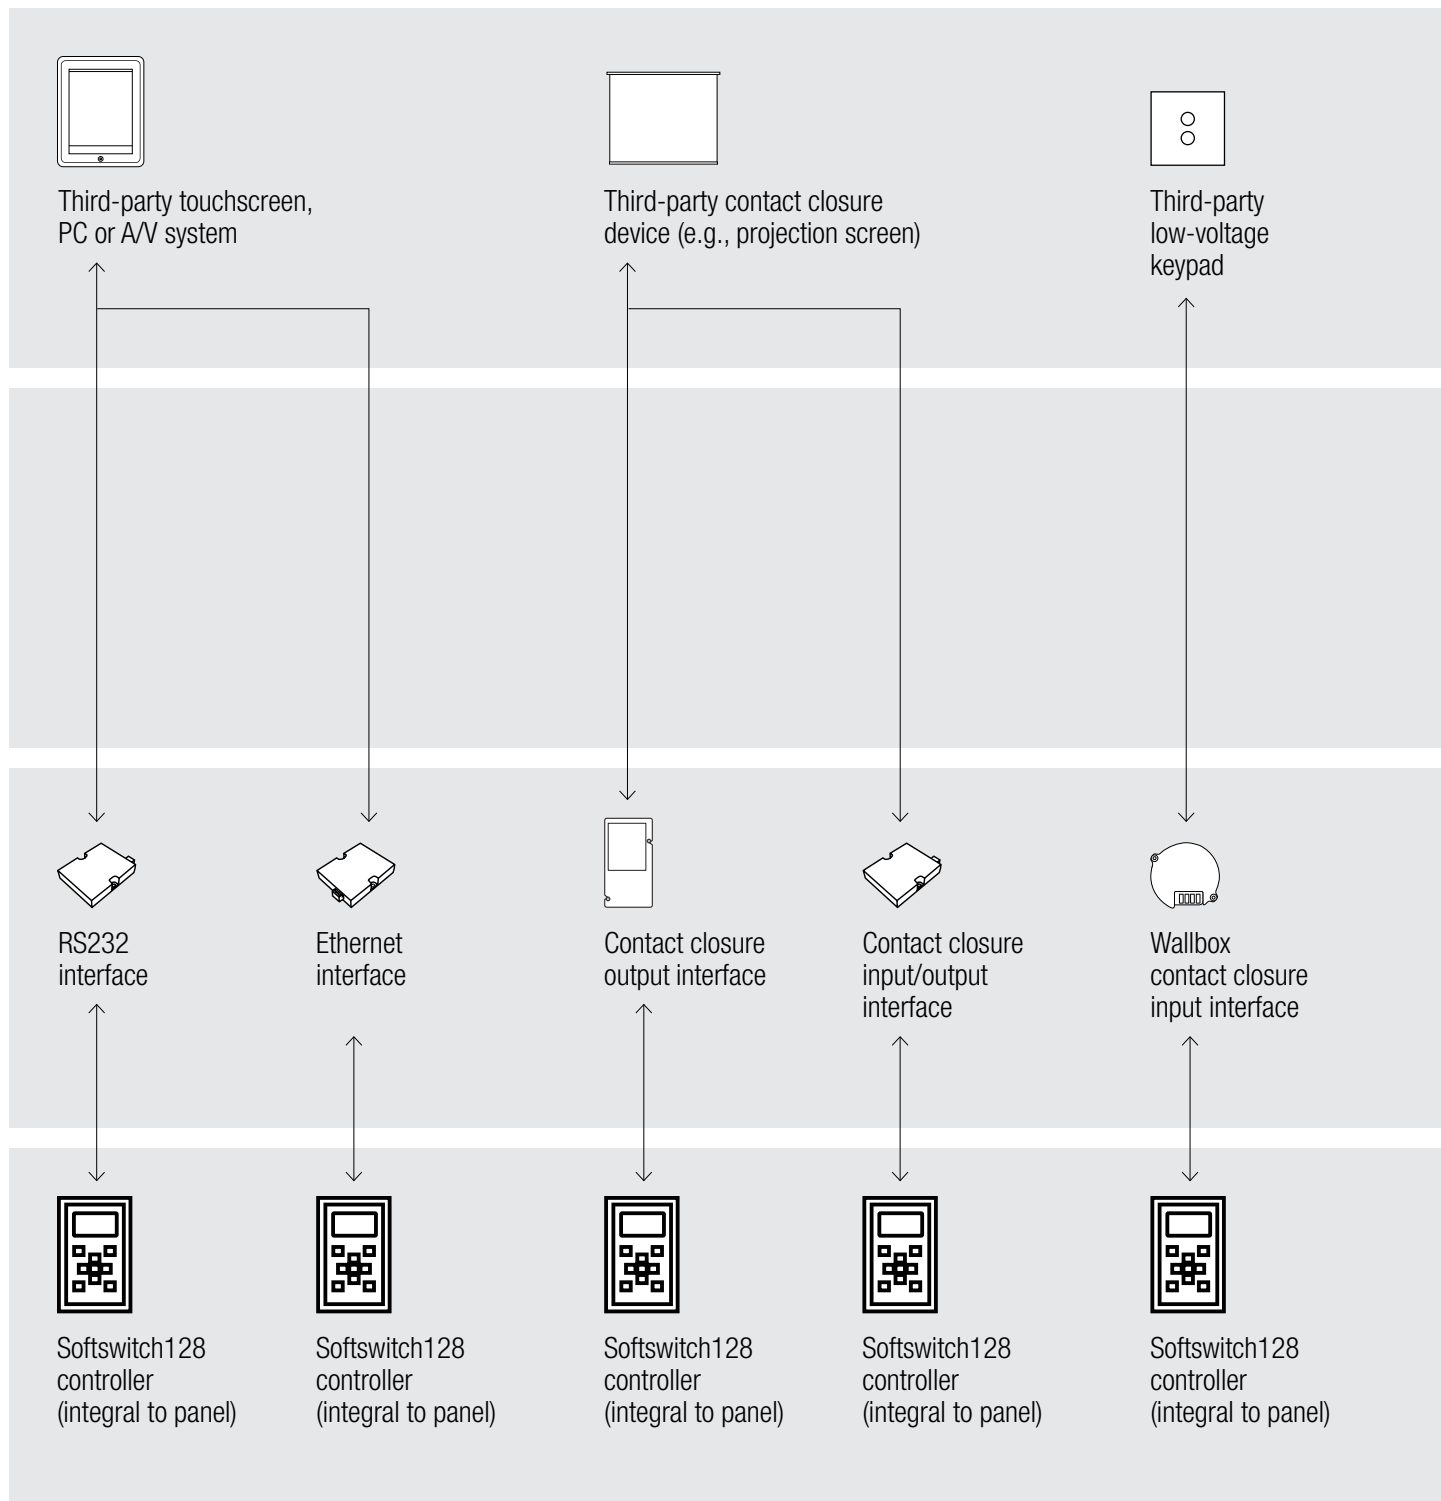 Third-party touchscreen,
PC or A/V system
Third-party contact closure
device (e.g., projection screen)
Third-party
low-voltage
keypad
RS232
interface
Ethernet
interface
Contact closure
output interface
Contact closure
input/output
interface
Wallbox
contact closure
input interface
Softswitch128
controller
(integral to panel)
Softswitch128
controller
(integral to panel)
Softswitch128
controller
(integral to panel)
Softswitch128
controller
(integral to panel)
Softswitch128
controller
(integral to panel)